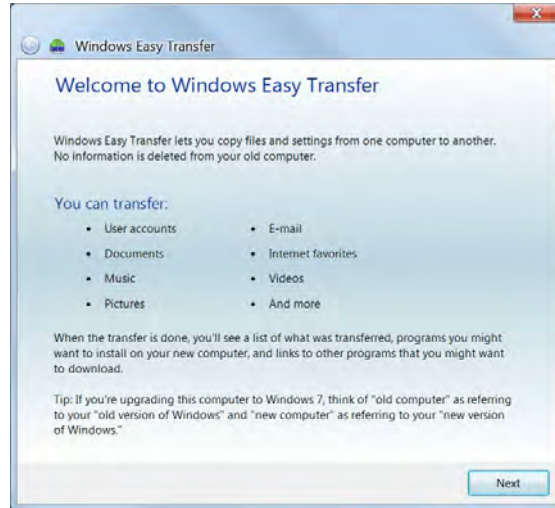 Windows Easy Transfer
Welcome to Windows Easy Transfer
Windows Easy Transfer lets you copy files and settings from one computer to another.
No information is deleted from your old computer.
You can transfer:
• User accounts
• E-mail
• Documents
• Internet favorites
• Music
• Videos
• Pictures
• And more
When the transfer is done, you'll see a list of what was transferred, programs you might
want to install on your new computer, and links to other programs that you might want
to download.
Tip: If you're upgrading this computer to Windows 7, think of "old computer" as referring
to your "old version of Windows" and "new computer" as referring to your "new version
of Windows."
Next